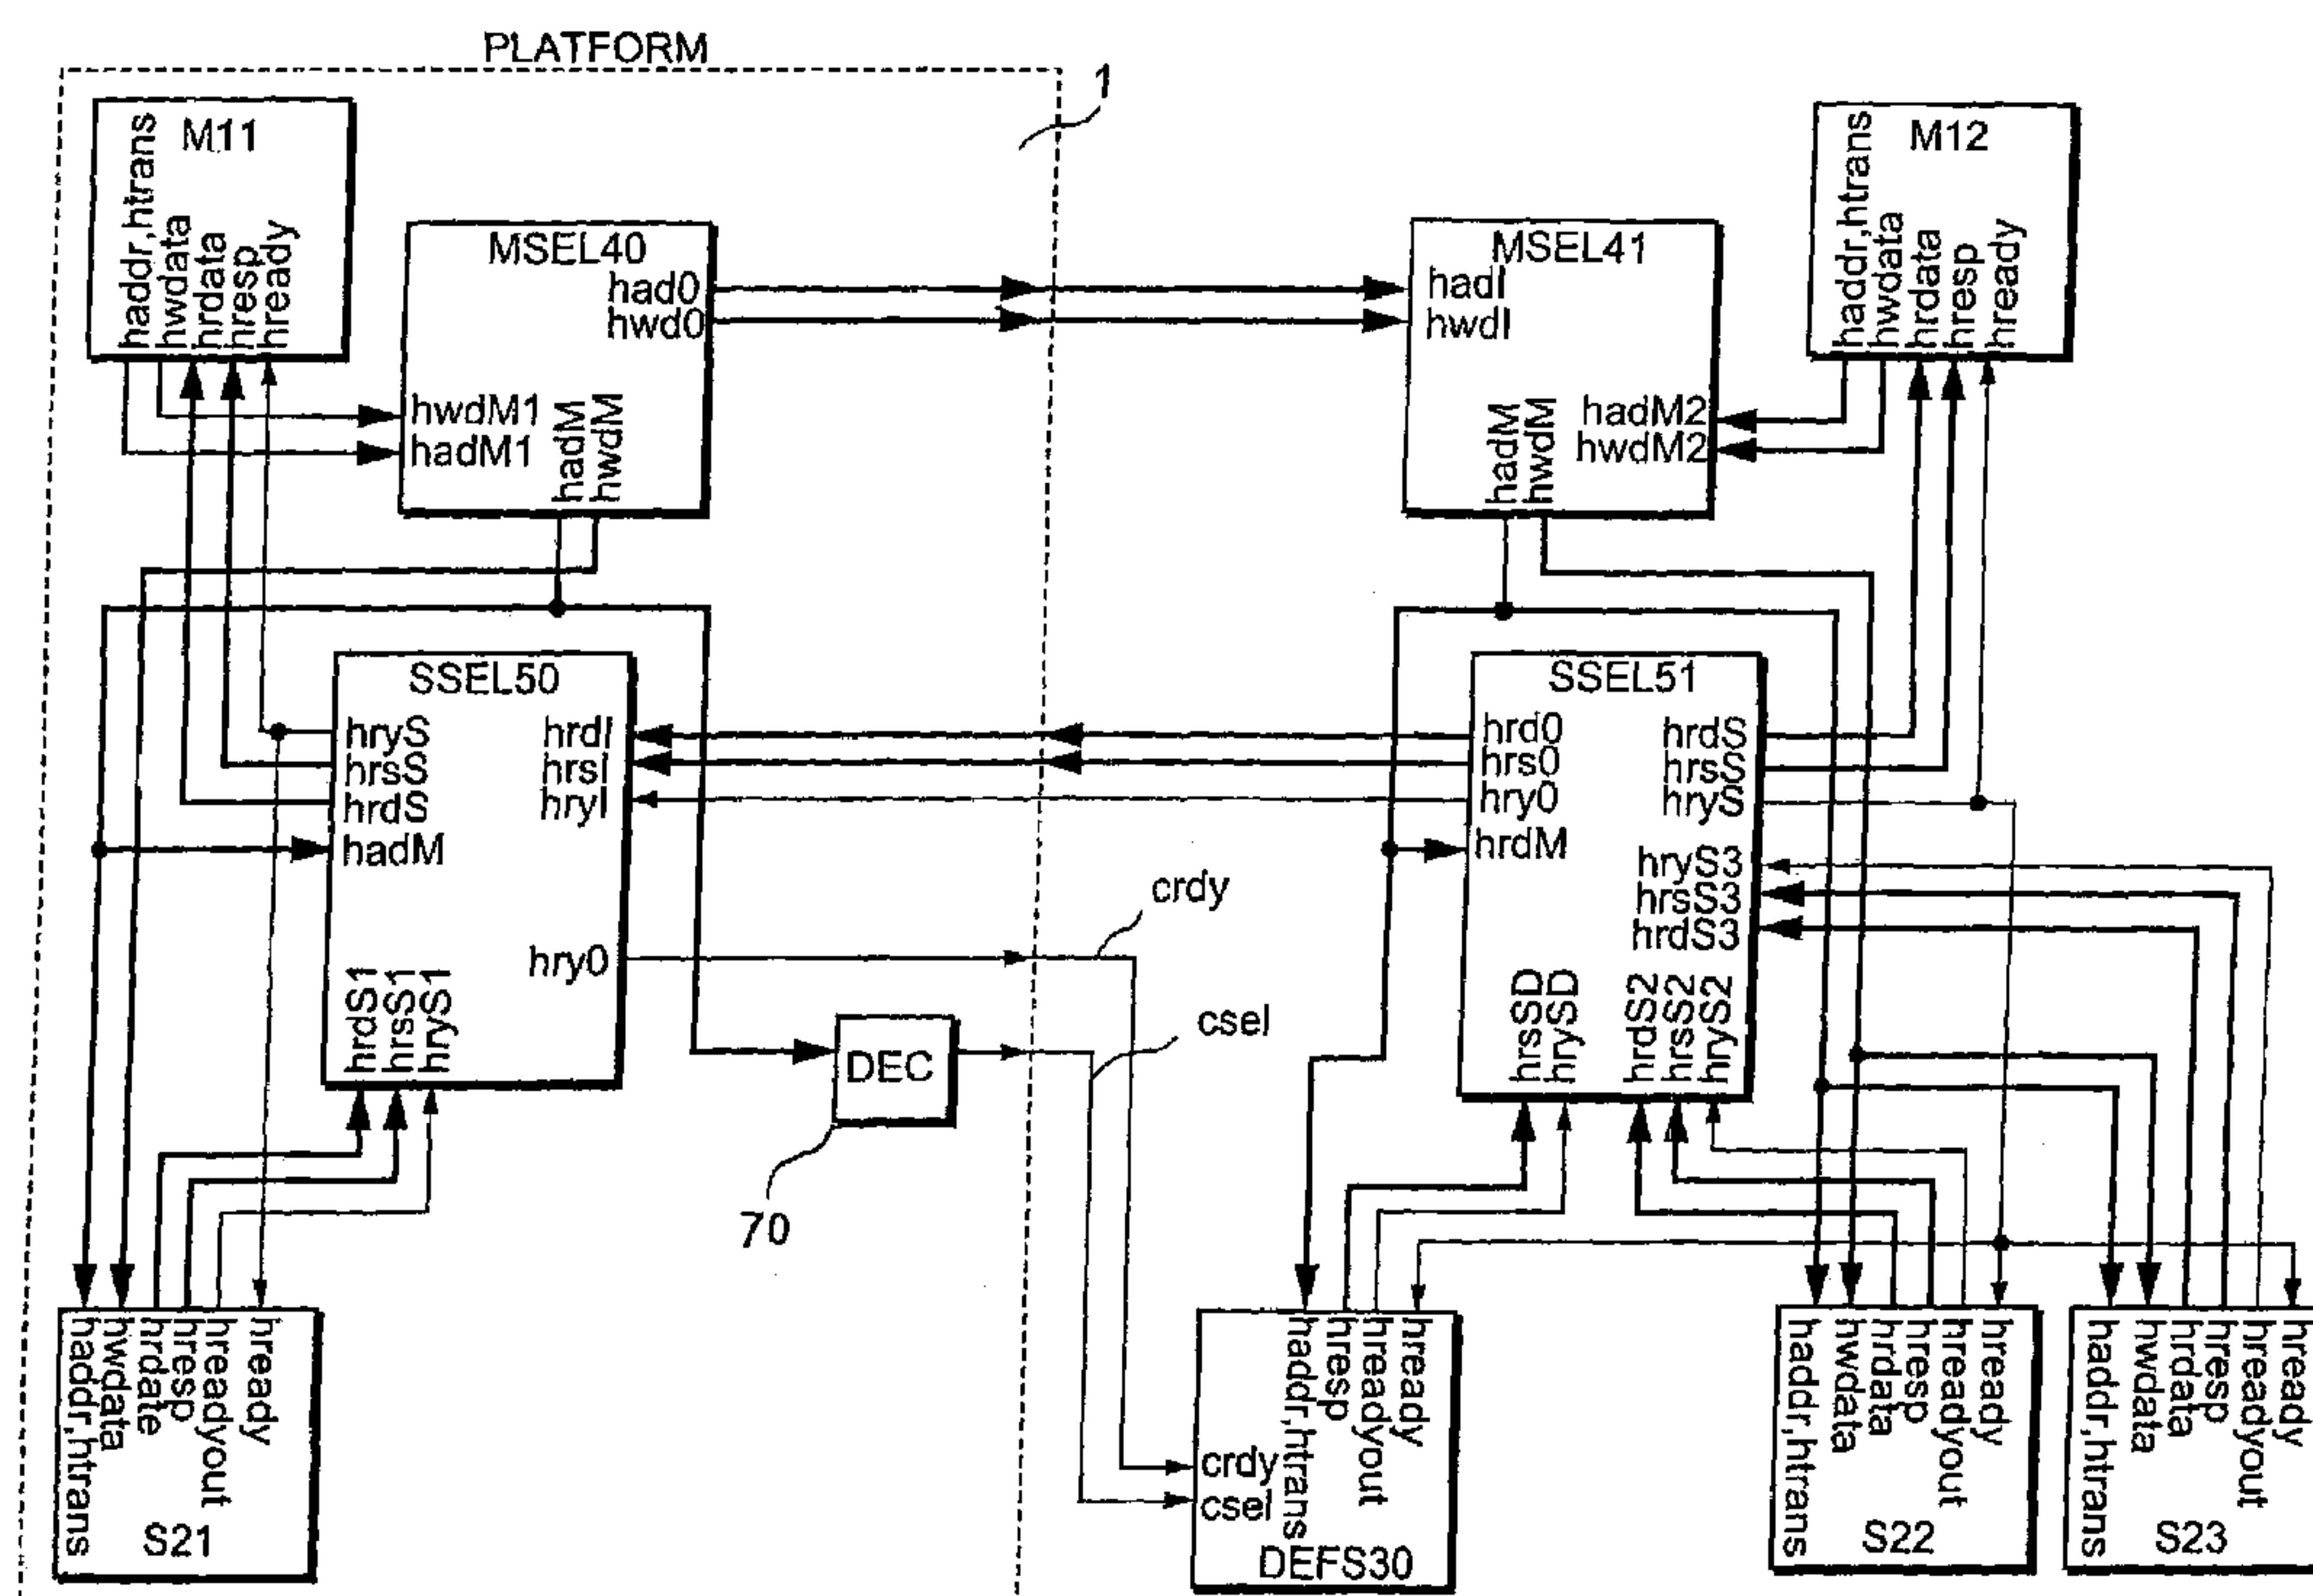 PLATFORM
1
M11
haddr,htrans
hwdata
hrdata
hresp
hready
MSEL40
had0
hwd0
hwdM1
hadM1
hadM
hwdM
MSEL41
hadI
hwdI
hadM2
hwdM2
hadM
hwdM
M12
haddr,htrans
hwdata
hrdata
hresp
hready
SSEL50
hryS
hrsS
hrdS
hadM
hrdI
hrsI
hryI
hry0
hrdS1
hrsS1
hryS1
SSEL51
hrd0
hrs0
hry0
hrdM
hrdS
hrsS
hryS
hryS3
hrsS3
hrdS3
hrsSD
hrySD
hrdS2
hrsS2
hryS2
crdy
csel
DEC
70
haddr,htrans
hwdata
hrdate
hresp
hreadyout
hready
S21
haddr,htrans
hresp
hreadyout
hready
crdy
csel
DEFS30
haddr,htrans
hwdata
hrdata
hresp
hreadyout
hready
S22
haddr,htrans
hwdata
hrdata
hresp
hreadyout
hready
S23